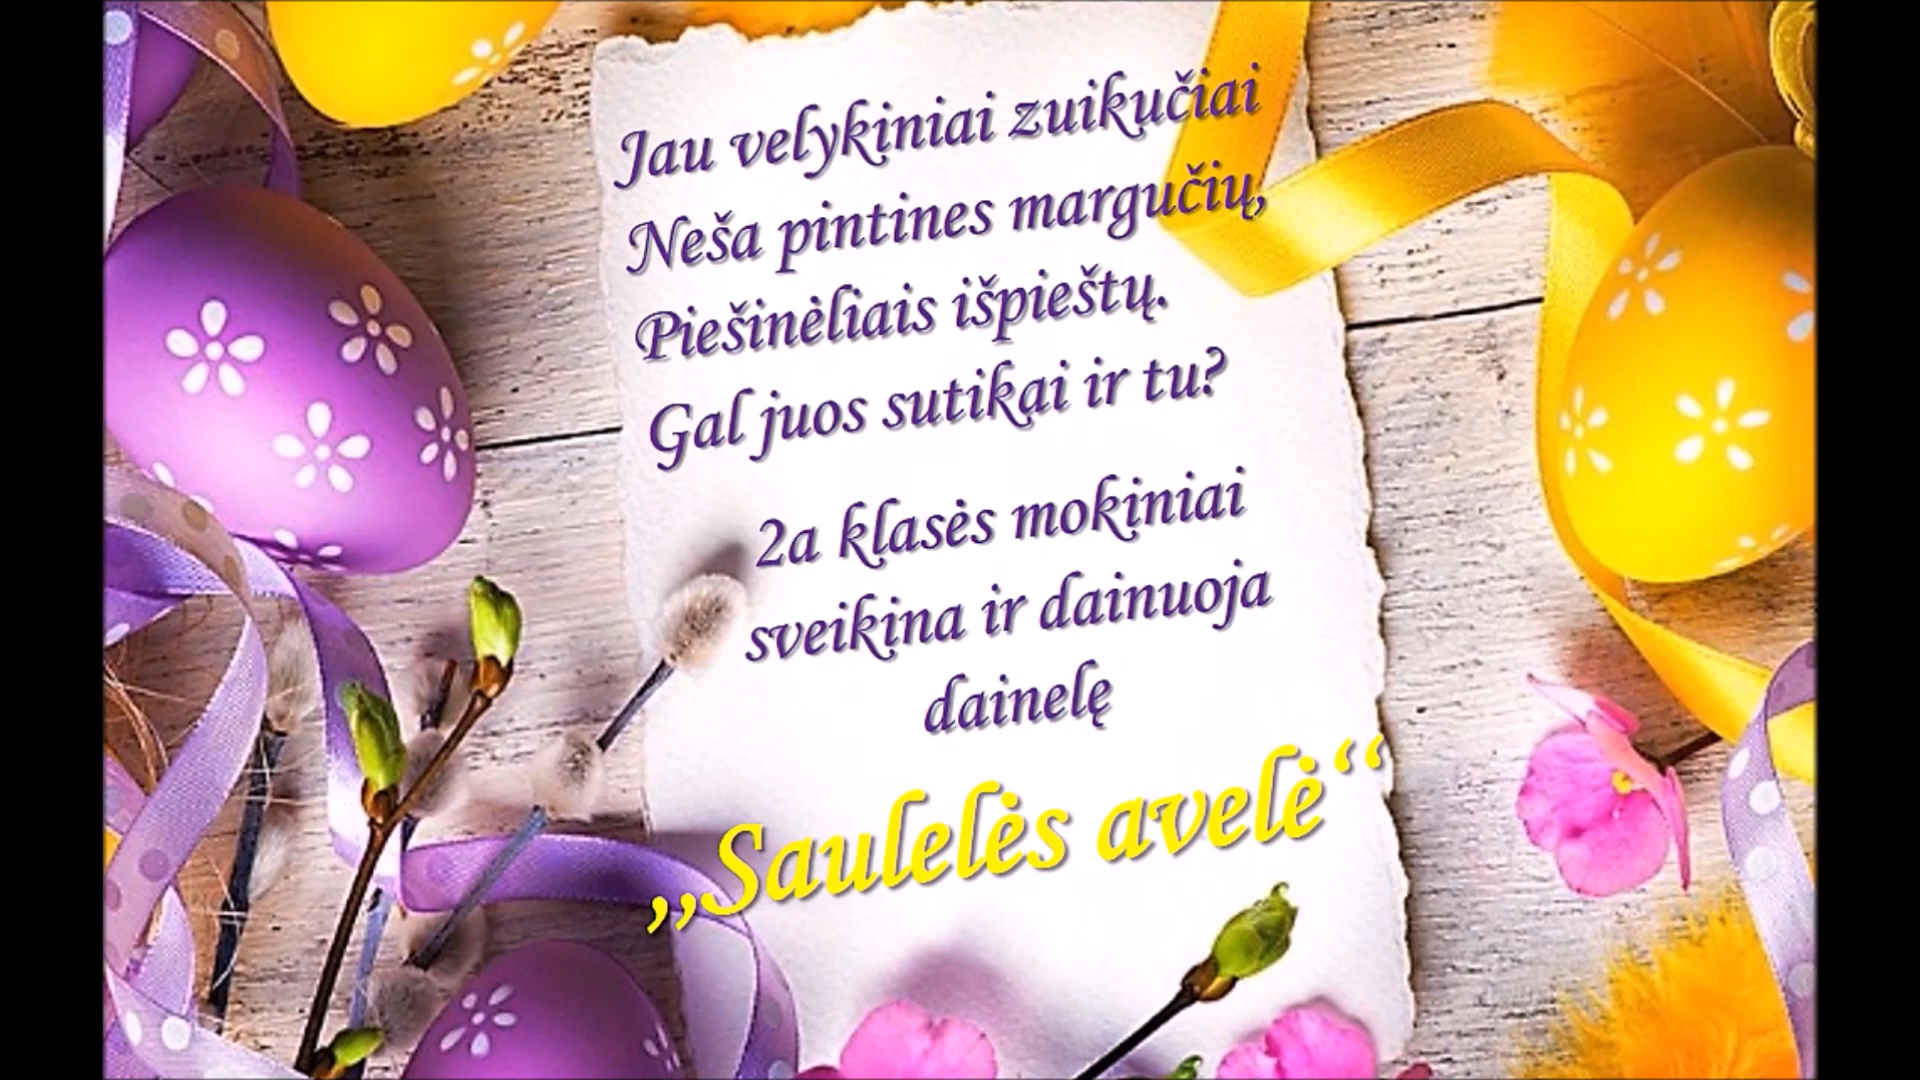 Jau velykiniai zuikučiai
Neša pintines margučių,
Piešinėliais išpieštų.
Gal juos sutikai ir tu?
2a klasės mokiniai
sveikina ir dainuoja
dainelę
„Saulelės avelė“